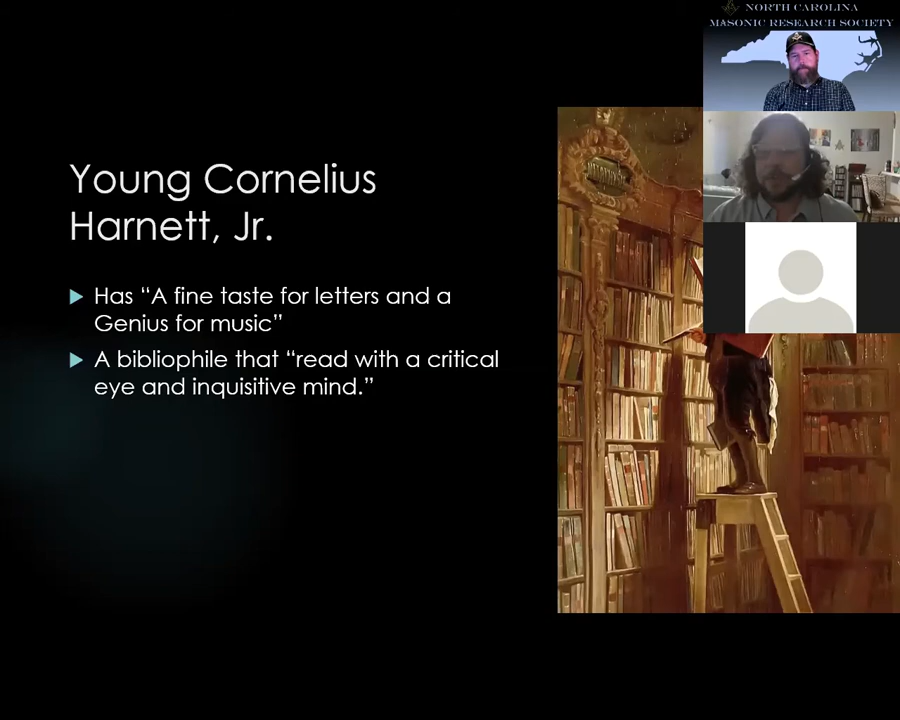 NORTH CAROLINA
MASONIC RESEARCH SOCIETY
Young Cornelius
Harnett, Jr.
Has “A fine taste for letters and a
Genius for music”
A bibliophile that “read with a critical
eye and inquisitive mind.”